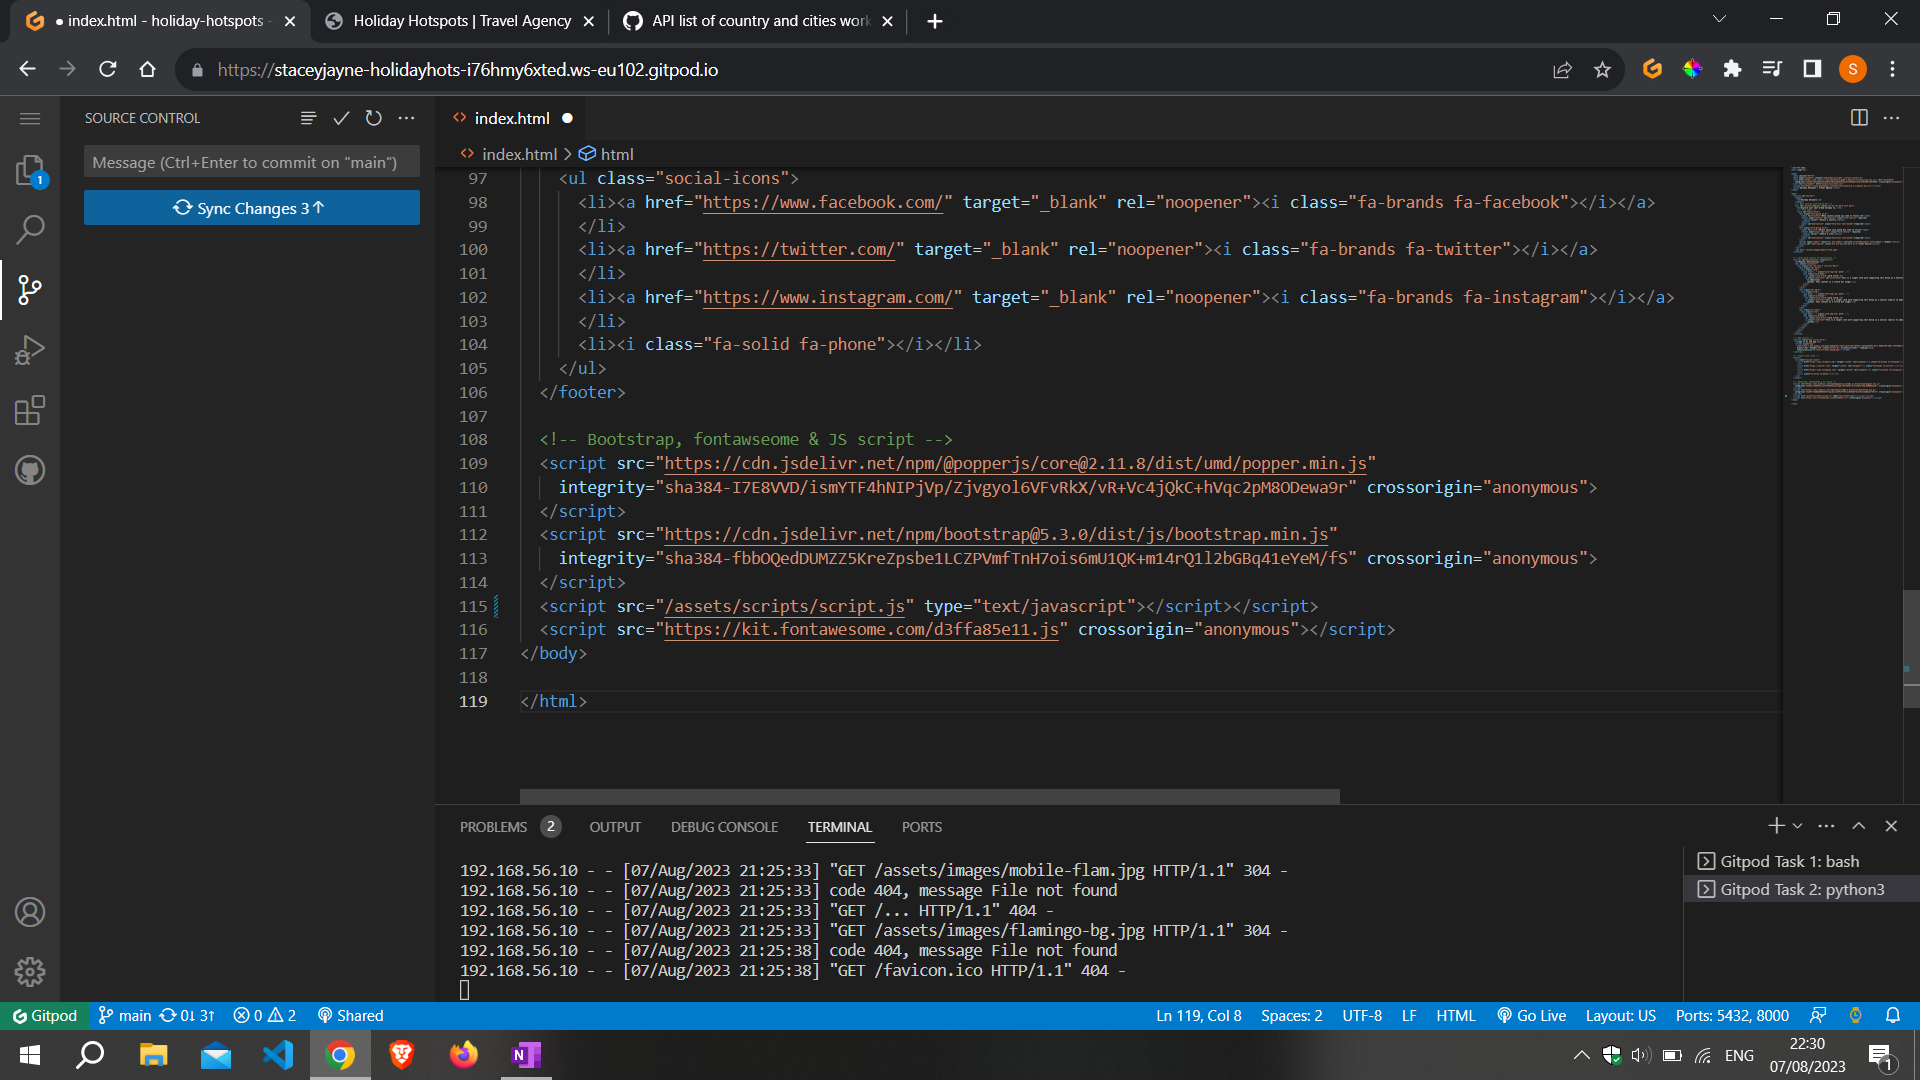 index.html - holiday-hotspots -
Holiday Hotspots | Travel Agency
API list of country and cities work
https://staceyjayne-holidayhots-i76hmy6xted.ws-eu102.gitpod.io
S
SOURCE CONTROL
Message (Ctrl+Enter to commit on "main")
Sync Changes 3↑
1
index.html
index.html > html
97 <ul class="social-icons">
98 <li><a href="https://www.facebook.com/" target="_blank" rel="noopener"><i class="fa-brands fa-facebook"></i></a>
99 </li>
100 <li><a href="https://twitter.com/" target="_blank" rel="noopener"><i class="fa-brands fa-twitter"></i></a>
101 </li>
102 <li><a href="https://www.instagram.com/" target="_blank" rel="noopener"><i class="fa-brands fa-instagram"></i></a>
103 </li>
104 <li><i class="fa-solid fa-phone"></i></li>
105 </ul>
106 </footer>
107
108 <!-- Bootstrap, fontawseome & JS script -->
109 <script src="https://cdn.jsdelivr.net/npm/@popperjs/core@2.11.8/dist/umd/popper.min.js"
110 integrity="sha384-I7E8VVD/ismYTF4hNIPjVp/Zjvgyol6VFvRkX/vR+Vc4jQkC+hVqc2pM8ODewa9r" crossorigin="anonymous">
111 </script>
112 <script src="https://cdn.jsdelivr.net/npm/bootstrap@5.3.0/dist/js/bootstrap.min.js"
113 integrity="sha384-fbbOQedDUMZZ5KreZpsbe1LCZPVmfTnH7ois6mU1QK+m14rQ1l2bGBq41eYeM/fS" crossorigin="anonymous">
114 </script>
115 <script src="/assets/scripts/script.js" type="text/javascript"></script></script>
116 <script src="https://kit.fontawesome.com/d3ffa85e11.js" crossorigin="anonymous"></script>
117 </body>
118
119 </html>
PROBLEMS 2 OUTPUT DEBUG CONSOLE TERMINAL PORTS
192.168.56.10 - - [07/Aug/2023 21:25:33] "GET /assets/images/mobile-flam.jpg HTTP/1.1" 304 -
192.168.56.10 - - [07/Aug/2023 21:25:33] code 404, message File not found
192.168.56.10 - - [07/Aug/2023 21:25:33] "GET /... HTTP/1.1" 404 -
192.168.56.10 - - [07/Aug/2023 21:25:33] "GET /assets/images/flamingo-bg.jpg HTTP/1.1" 304 -
192.168.56.10 - - [07/Aug/2023 21:25:38] code 404, message File not found
192.168.56.10 - - [07/Aug/2023 21:25:38] "GET /favicon.ico HTTP/1.1" 404 -
Gitpod Task 1: bash
Gitpod Task 2: python3
Gitpod main 0↓ 3↑ 0 2 Shared Ln 119, Col 8 Spaces: 2 UTF-8 LF HTML Go Live Layout: US Ports: 5432, 8000
N ENG 22:30
07/08/2023
1